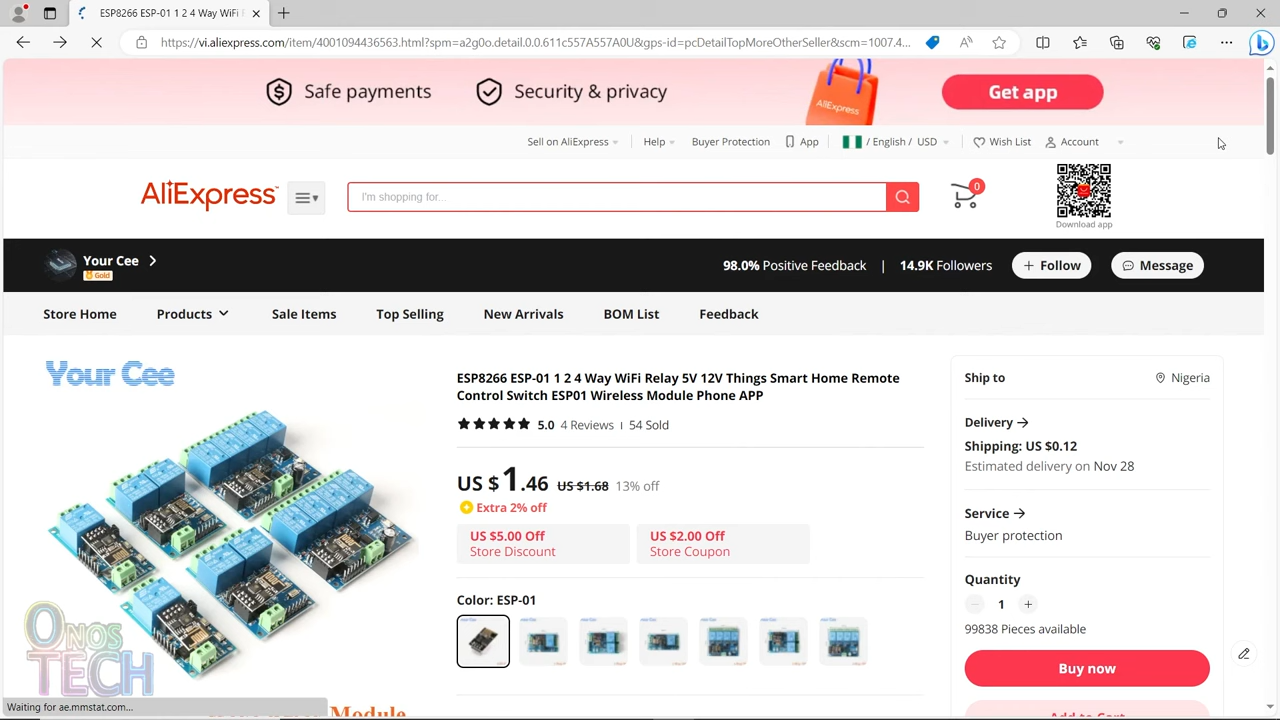 ESP8266 ESP-01 1 2 4 Way WiFi
https://vi.aliexpress.com/item/4001094436563.html?spm=a2g0o.detail.0.0.611c557A557A0U&gps-id=pcDetailTopMoreOtherSeller&scm=1007.4...
Safe payments
Security & privacy
AliExpress
Get app
Sell on AliExpress
Help
Buyer Protection
App
/ English / USD
Wish List
Account
AliExpress
I'm shopping for...
0
Download app
Your Cee
Gold
98.0% Positive Feedback | 14.9K Followers
+ Follow
Message
Store Home
Products
Sale Items
Top Selling
New Arrivals
BOM List
Feedback
Your Cee
ESP8266 ESP-01 1 2 4 Way WiFi Relay 5V 12V Things Smart Home Remote
Control Switch ESP01 Wireless Module Phone APP
5.0 4 Reviews | 54 Sold
US $1.46 US $1.68 13% off
Extra 2% off
US $5.00 Off
Store Discount
US $2.00 Off
Store Coupon
Color: ESP-01
Ship to
Nigeria
Delivery
Shipping: US $0.12
Estimated delivery on Nov 28
Service
Buyer protection
Quantity
1
99838 Pieces available
Buy now
Add to Cart
ONOS
TECH
Module
Waiting for ae.mmstat.com...